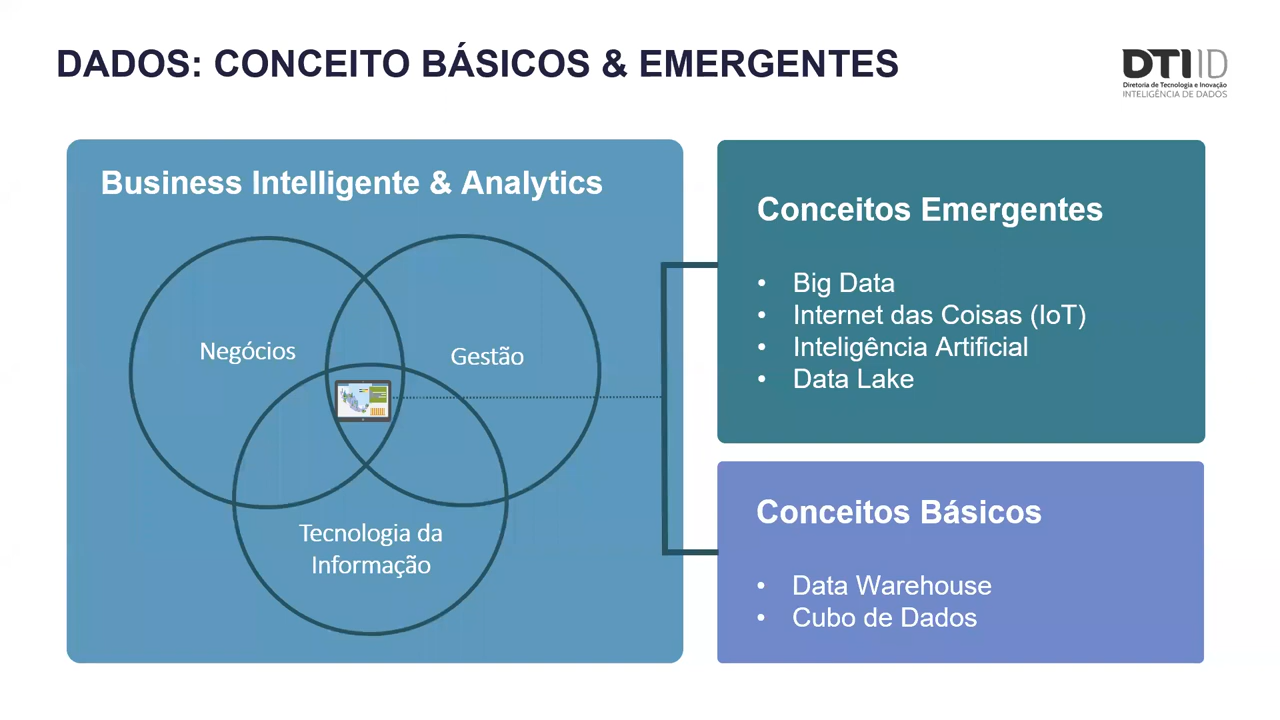 DADOS: CONCEITO BÁSICOS & EMERGENTES
DTI ID
Diretoria de Tecnologia e Inovação
INTELIGÊNCIA DE DADOS
Business Intelligente & Analytics
Negócios
Gestão
Tecnologia da
Informação
Conceitos Emergentes
• Big Data
• Internet das Coisas (IoT)
• Inteligência Artificial
• Data Lake
Conceitos Básicos
• Data Warehouse
• Cubo de Dados